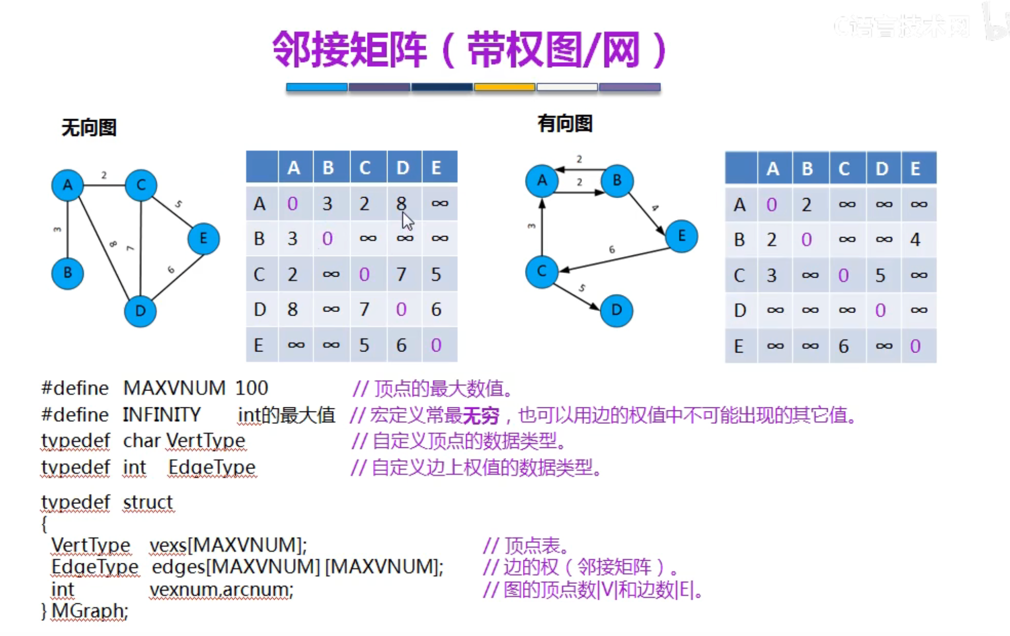 C语言技术网
邻接矩阵（带权图/网）
无向图
有向图
A 2 C
3 8 7 5
E
B 6
D
A B C D E
A 0 3 2 8 ∞
B 3 0 ∞ ∞ ∞
C 2 ∞ 0 7 5
D 8 ∞ 7 0 6
E ∞ ∞ 5 6 0
2
A B
2
3 4
E
6
C
5
D
A B C D E
A 0 2 ∞ ∞ ∞
B 2 0 ∞ ∞ 4
C 3 ∞ 0 5 ∞
D ∞ ∞ ∞ 0 ∞
E ∞ ∞ 6 ∞ 0
#define MAXVNUM 100 // 顶点的最大数值。
#define INFINITY int的最大值 // 宏定义常最无穷，也可以用边的权值中不可能出现的其它值。
typedef char VertType // 自定义顶点的数据类型。
typedef int EdgeType // 自定义边上权值的数据类型。
typedef struct
{
VertType vexs[MAXVNUM]; // 顶点表。
EdgeType edges[MAXVNUM][MAXVNUM]; // 边的权（邻接矩阵）。
int vexnum,arcnum; // 图的顶点数|V|和边数|E|。
} MGraph;